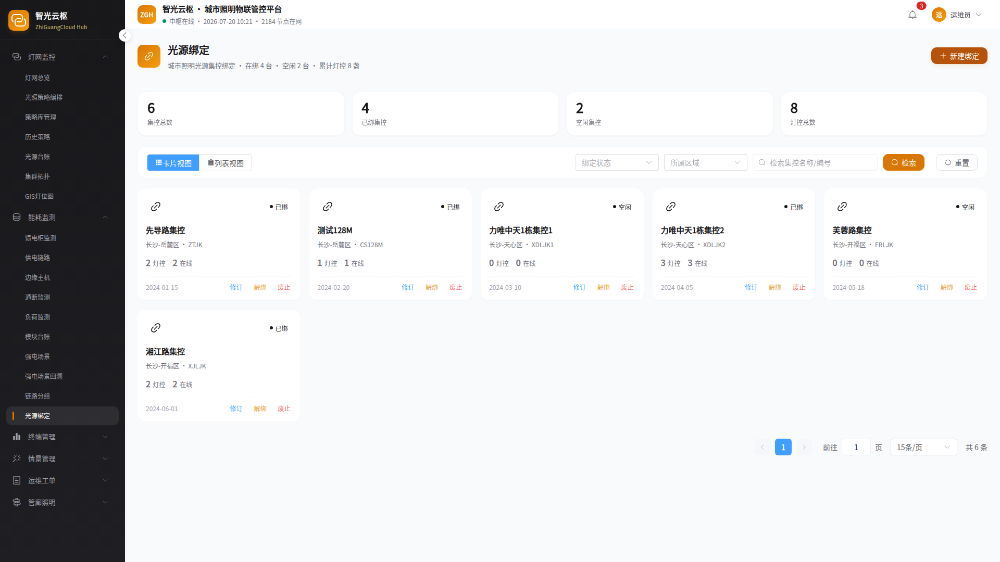 智光云枢
ZhiGuangCloud Hub
灯网监控
灯网总览
光照策略编排
策略库管理
历史策略
光源台账
集群拓扑
GIS灯位图
能耗监测
馈电柜监测
供电链路
边缘主机
通断监测
负荷监测
模块台账
强电场景
强电场景回溯
链路分组
光源绑定
终端管理
情景管理
运维工单
管廊照明
ZGH
智光云枢 • 城市照明物联管控平台
中枢在线 • 2026-07-20 10:21 • 2184 节点在网
3
运 运维员
光源绑定
城市照明光源集控绑定 • 在绑 4 台 • 空闲 2 台 • 累计灯控 8 盏
新建绑定
6
集控总数
4
已绑集控
2
空闲集控
8
灯控总数
卡片视图 列表视图 绑定状态 所属区域 检索集控名称/编号 检索 重置
已绑
先导路集控
长沙-岳麓区 • ZTJK
2 灯控 2 在线
2024-01-15 修订 解绑 废止
已绑
测试128M
长沙-岳麓区 • CS128M
1 灯控 1 在线
2024-02-20 修订 解绑 废止
空闲
力唯中天1栋集控1
长沙-天心区 • XDLJK1
0 灯控 0 在线
2024-03-10 修订 解绑 废止
已绑
力唯中天1栋集控2
长沙-天心区 • XDLJK2
3 灯控 3 在线
2024-04-05 修订 解绑 废止
空闲
芙蓉路集控
长沙-开福区 • FRLJK
0 灯控 0 在线
2024-05-18 修订 解绑 废止
已绑
湘江路集控
长沙-开福区 • XJLJK
2 灯控 2 在线
2024-06-01 修订 解绑 废止
1 前往 1 页 15条/页 共 6 条